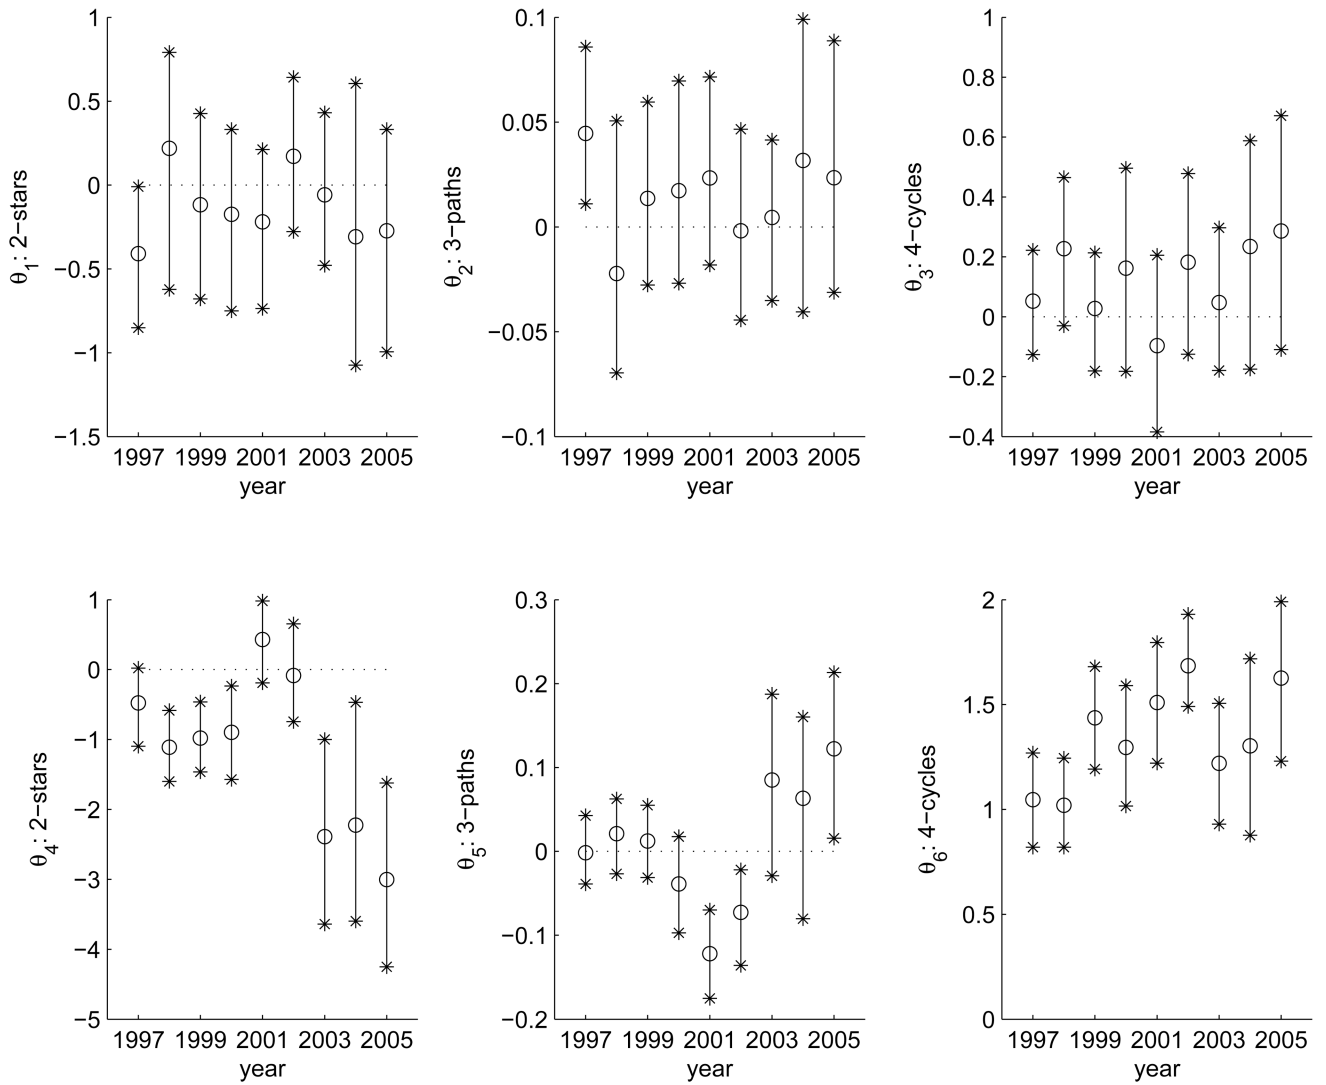 1
0.5
0
−0.5
−1
−1.5
θ1: 2−stars
1997 1999 2001 2003 2005
year
0.1
0.05
0
−0.05
−0.1
θ2: 3−paths
1997 1999 2001 2003 2005
year
1
0.8
0.6
0.4
0.2
0
−0.2
−0.4
θ3: 4−cycles
1997 1999 2001 2003 2005
year
1
0
−1
−2
−3
−4
−5
θ4: 2−stars
1997 1999 2001 2003 2005
year
0.3
0.2
0.1
0
−0.1
−0.2
θ5: 3−paths
1997 1999 2001 2003 2005
year
2
1.5
1
0.5
0
θ6: 4−cycles
1997 1999 2001 2003 2005
year